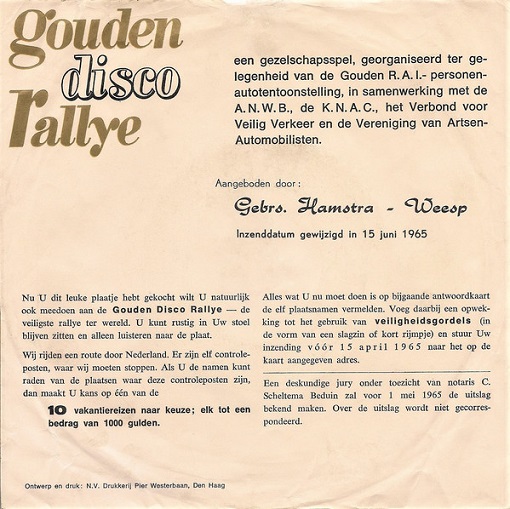 gouden
disco
rallye
een gezelschapsspel, georganiseerd ter ge-
legenheid van de Gouden R.A.I.- personen-
autotentoonstelling, in samenwerking met de
A.N.W.B., de K.N.A.C., het Verbond voor
Veilig Verkeer en de Vereniging van Artsen-
Automobilisten.
Aangeboden door:
Gebrs. Hamstra - Weesp
Inzenddatum gewijzigd in 15 juni 1965
Nu U dit leuke plaatje hebt gekocht wilt U natuurlijk
ook meedoen aan de Gouden Disco Rallye — de
veiligste rallye ter wereld. U kunt rustig in Uw stoel
blijven zitten en alleen luisteren naar de plaat.
Wij rijden een route door Nederland. Er zijn elf controle-
posten, waar wij moeten stoppen. Als U de namen kunt
raden van de plaatsen waar deze controleposten zijn,
dan maakt U kans op één van de
10 vakantiereizen naar keuze; elk tot een
bedrag van 1000 gulden.
Alles wat U nu moet doen is op bijgaande antwoordkaart
de elf plaatsnamen vermelden. Voeg daarbij een opwek-
king tot het gebruik van veiligheidsgordels (in
de vorm van een slagzin of kort rijmpje) en stuur Uw
inzending vóór 15 april 1965 naar het op de
kaart aangegeven adres.
Een deskundige jury onder toezicht van notaris C.
Scheltema Beduin zal voor 1 mei 1965 de uitslag
bekend maken. Over de uitslag wordt niet gecorres-
pondeerd.
Ontwerp en druk: N.V. Drukkerij Pier Westerbaan, Den Haag